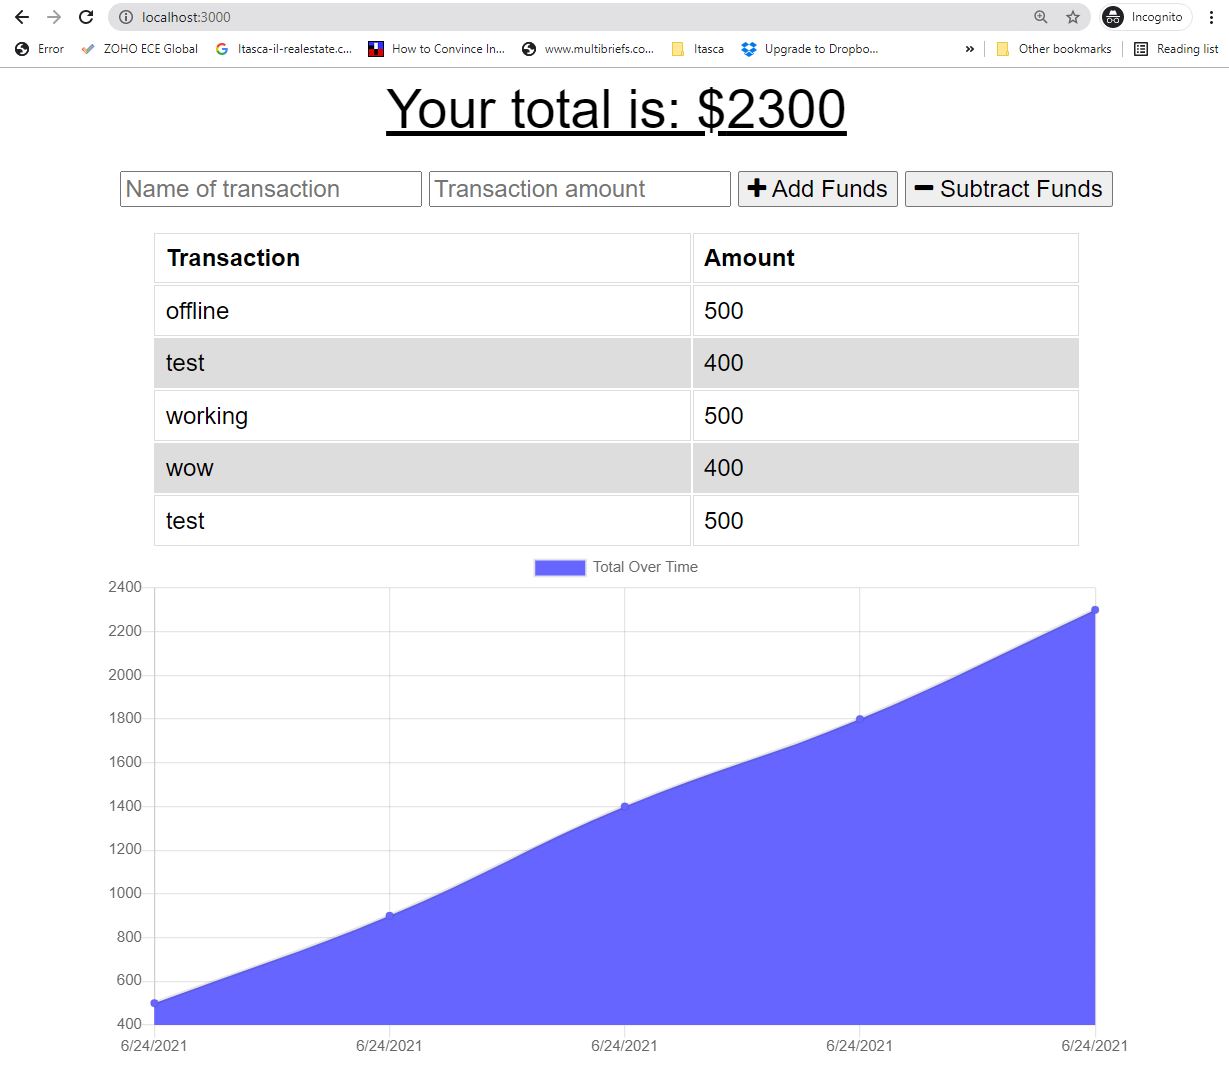 localhost:3000
Incognito
Error ZOHO ECE Global Itasca-il-realestate.c... How to Convince In... www.multibriefs.co... Itasca Upgrade to Dropbo... » Other bookmarks Reading list
Your total is: $2300
Name of transaction Transaction amount Add Funds Subtract Funds
Transaction Amount
offline 500
test 400
working 500
wow 400
test 500
Total Over Time
2400
2200
2000
1800
1600
1400
1200
1000
800
600
400
6/24/2021 6/24/2021 6/24/2021 6/24/2021 6/24/2021